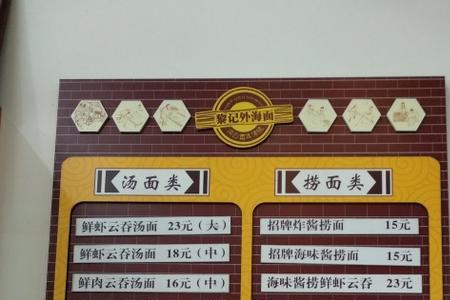 黎记外海面
汤面类
鲜虾云吞汤面 23元（大）
鲜虾云吞汤面 18元（中）
鲜肉云吞汤面 16元（中）
捞面类
招牌炸酱捞面 15元
招牌海味酱捞面 15元
海味酱捞鲜虾云吞 23元